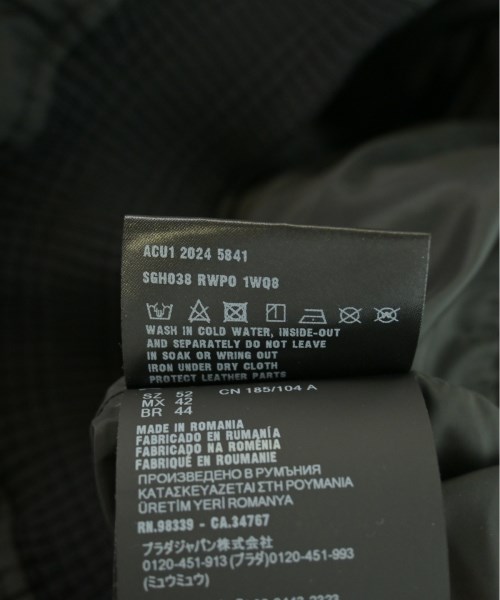 ACU1 2024 5841
SGH038 RWPO 1WQ8
WASH IN COLD WATER, INSIDE-OUT
AND SEPARATELY DO NOT LEAVE
IN SOAK OR WRING OUT
IRON UNDER DRY CLOTH
PROTECT LEATHER PARTS
SZ 52 CN 185/104 A
MX 42
BR 44
MADE IN ROMANIA
FABRICADO EN RUMANÍA
FABRICADO NA ROMÉNIA
FABRIQUÉ EN ROUMANIE
ПРОИЗВЕДЕНО В РУМЪНИЯ
ΚΑΤΑΣΚΕΥΑΖΕΤΑΙ ΣΤΗ ΡΟΥΜΑΝΙΑ
ÜRETİM YERİ ROMANYA
RN.98339 - CA.34767
プラダジャパン株式会社
0120-451-913 (プラダ) 0120-451-993
(ミュウミュウ)